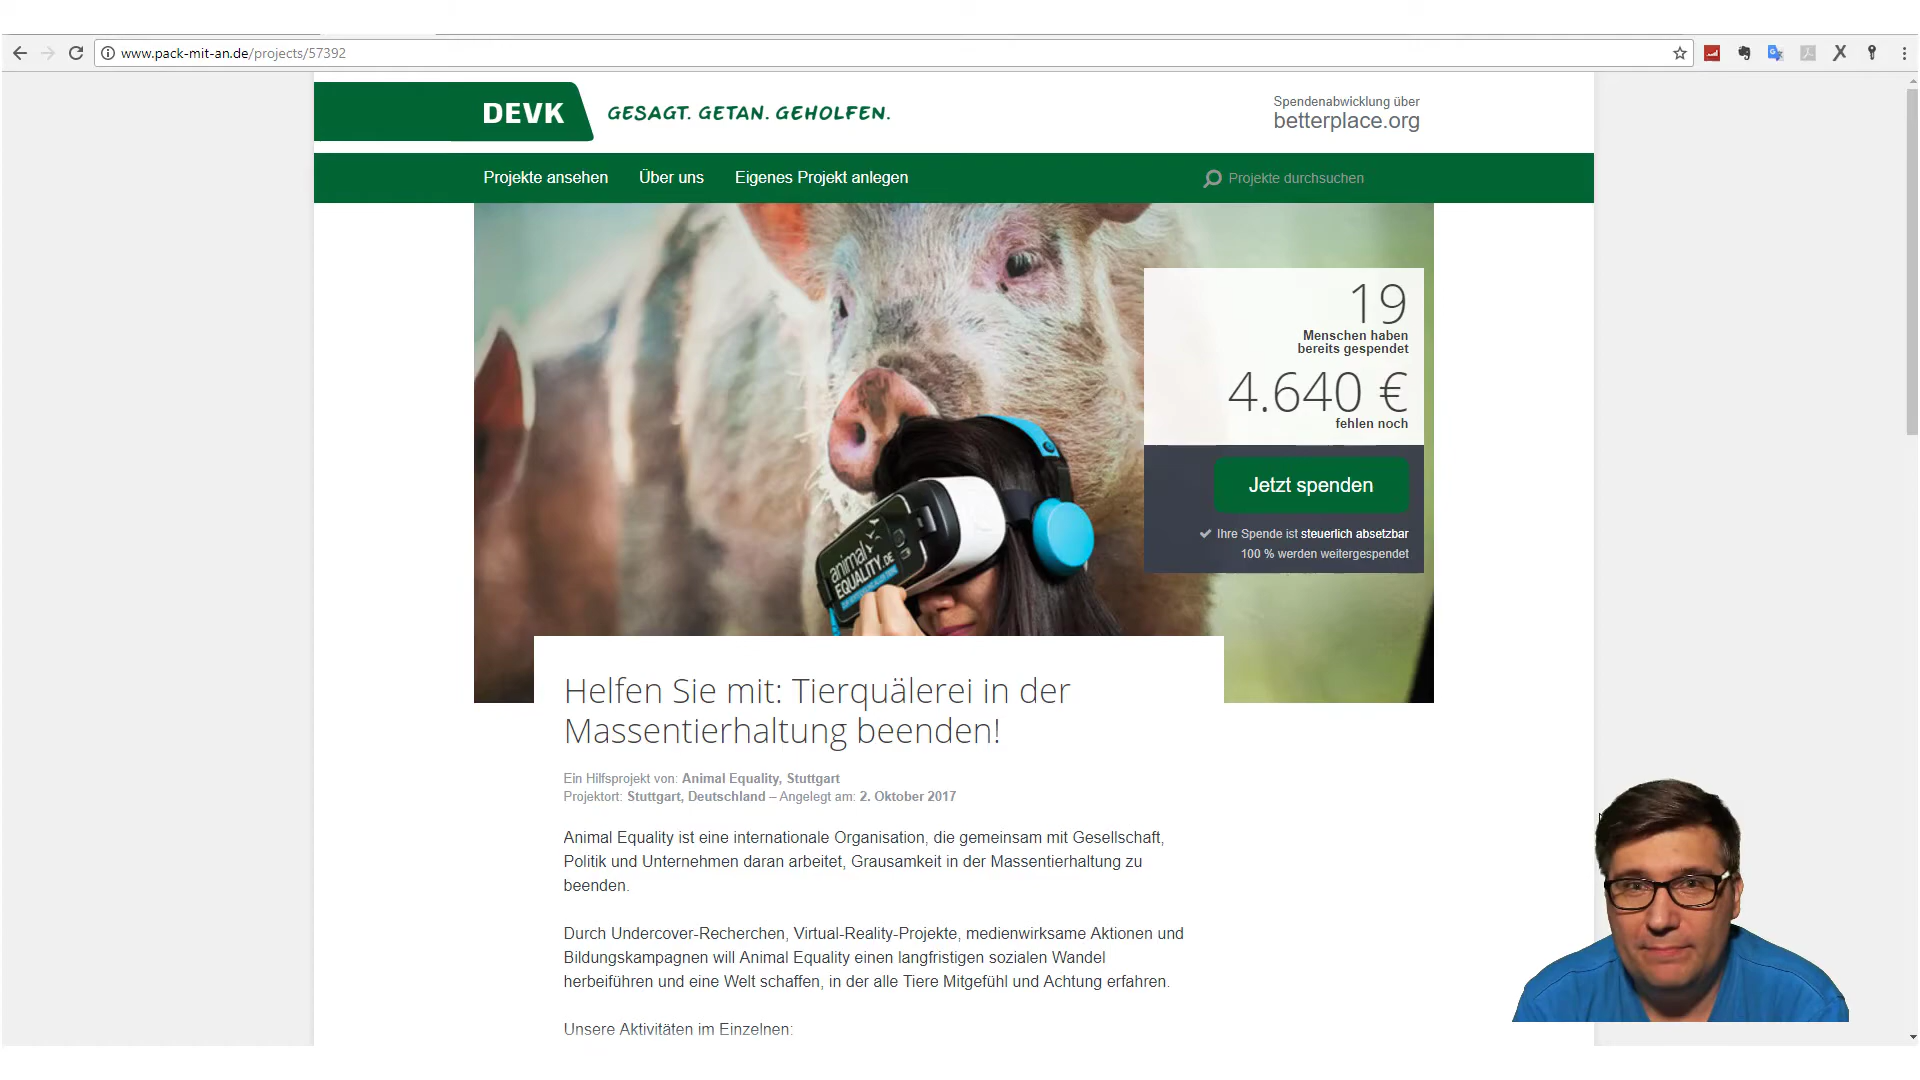 www.pack-mit-an.de/projects/57392
DEVK
GESAGT. GETAN. GEHOLFEN.
Spendenabwicklung über
betterplace.org
Projekte ansehen Über uns Eigenes Projekt anlegen Projekte durchsuchen
19
Menschen haben
bereits gespendet
4.640 €
fehlen noch
Jetzt spenden
Ihre Spende ist steuerlich absetzbar
100 % werden weitergespendet
animal
EQUALITY.DE
Helfen Sie mit: Tierquälerei in der
Massentierhaltung beenden!
Ein Hilfsprojekt von: Animal Equality, Stuttgart
Projektort: Stuttgart, Deutschland – Angelegt am: 2. Oktober 2017
Animal Equality ist eine internationale Organisation, die gemeinsam mit Gesellschaft,
Politik und Unternehmen daran arbeitet, Grausamkeit in der Massentierhaltung zu
beenden.
Durch Undercover-Recherchen, Virtual-Reality-Projekte, medienwirksame Aktionen und
Bildungskampagnen will Animal Equality einen langfristigen sozialen Wandel
herbeiführen und eine Welt schaffen, in der alle Tiere Mitgefühl und Achtung erfahren.
Unsere Aktivitäten im Einzelnen: